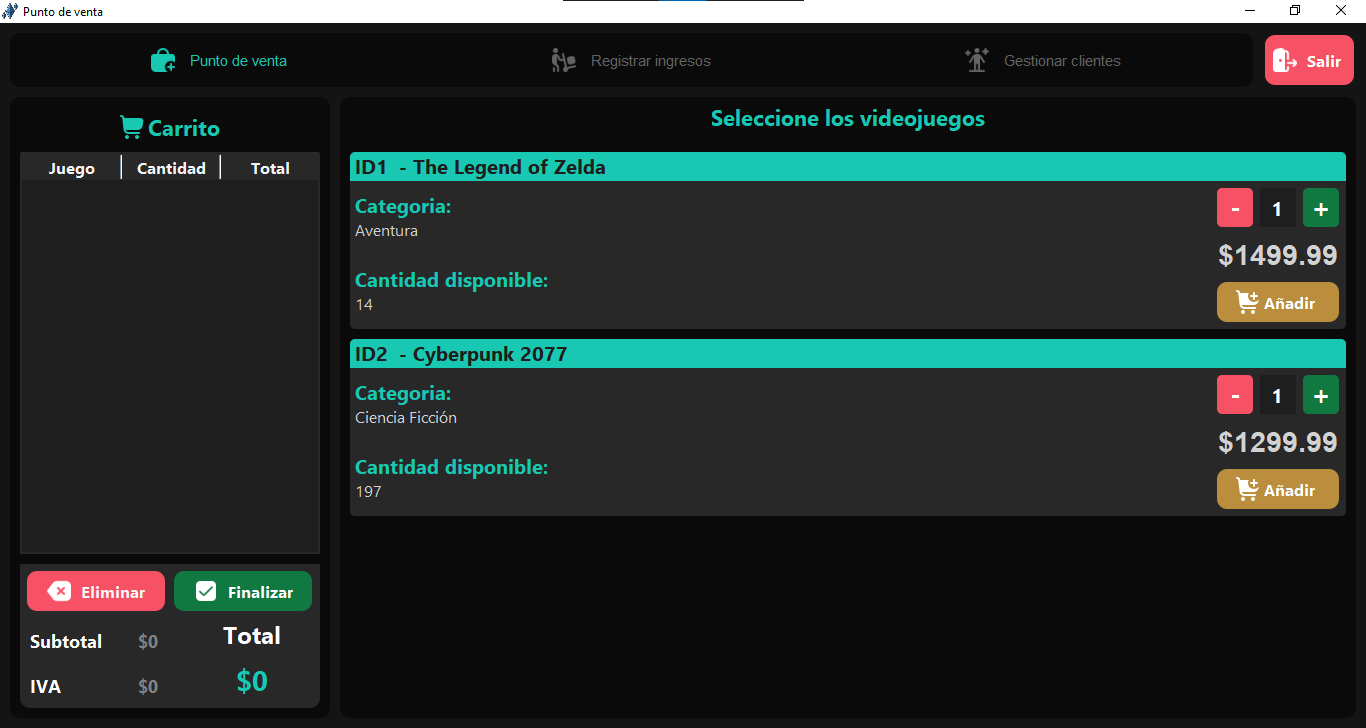 Punto de venta
Punto de venta
Registrar ingresos
Gestionar clientes
Salir
Carrito
Juego Cantidad Total
Eliminar
Finalizar
Subtotal $0
Total
IVA $0
$0
Seleccione los videojuegos
ID1 - The Legend of Zelda
Categoria:
Aventura
Cantidad disponible:
14
- 1 +
$1499.99
Añadir
ID2 - Cyberpunk 2077
Categoria:
Ciencia Ficción
Cantidad disponible:
197
- 1 +
$1299.99
Añadir